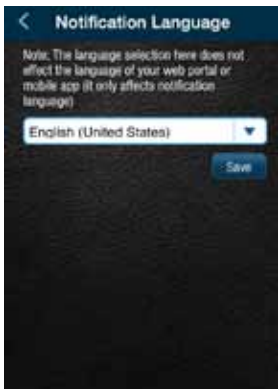 Notification Language
Note: The language selection here does not
effect the language of your web portal or
mobile app (it only affects notification
language)
English (United States)
Save